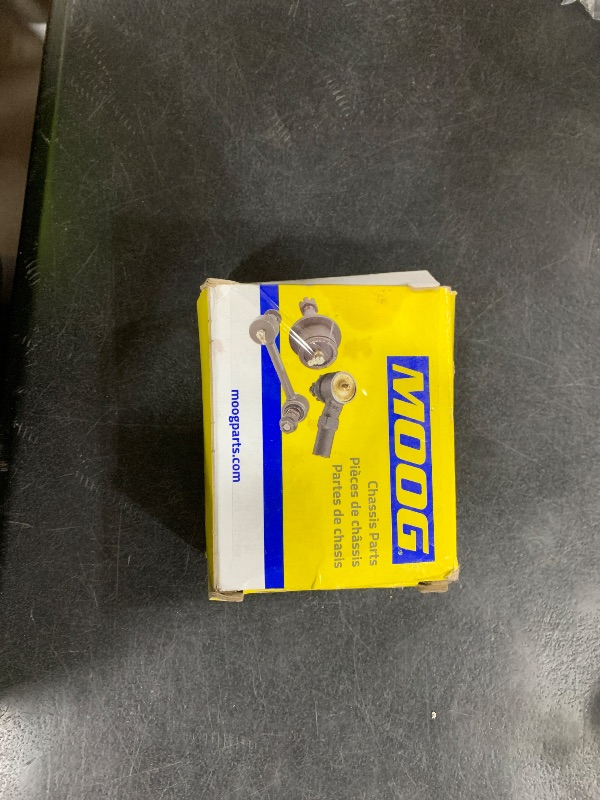 MOOG
Chassis Parts
Pièces de châssis
Partes de chasis
moogparts.com